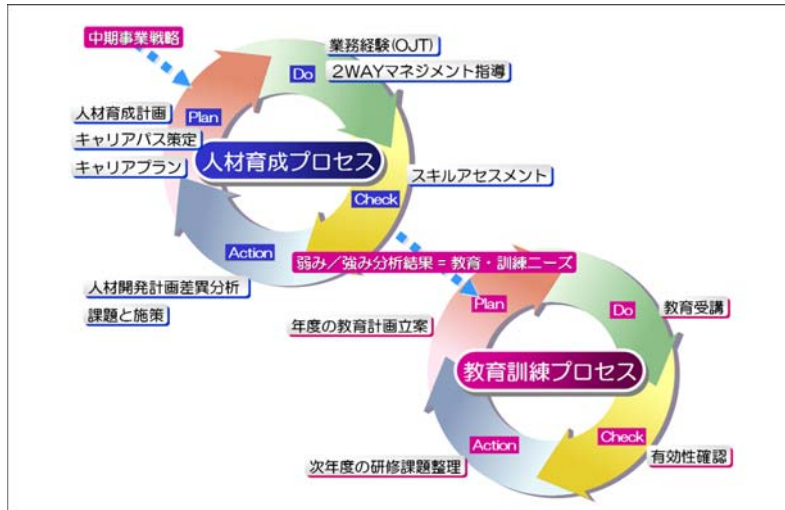 中期事業戦略
業務経験(OJT)
Do
2WAYマネジメント指導
人材育成計画
Plan
キャリアパス策定
キャリアプラン
人材育成プロセス
スキルアセスメント
Check
Action
弱み/強み分析結果=教育・訓練ニーズ
人材開発計画差異分析
課題と施策
Plan
年度の教育計画立案
Do
教育受講
教育訓練プロセス
Action
Check
次年度の研修課題整理
有効性確認